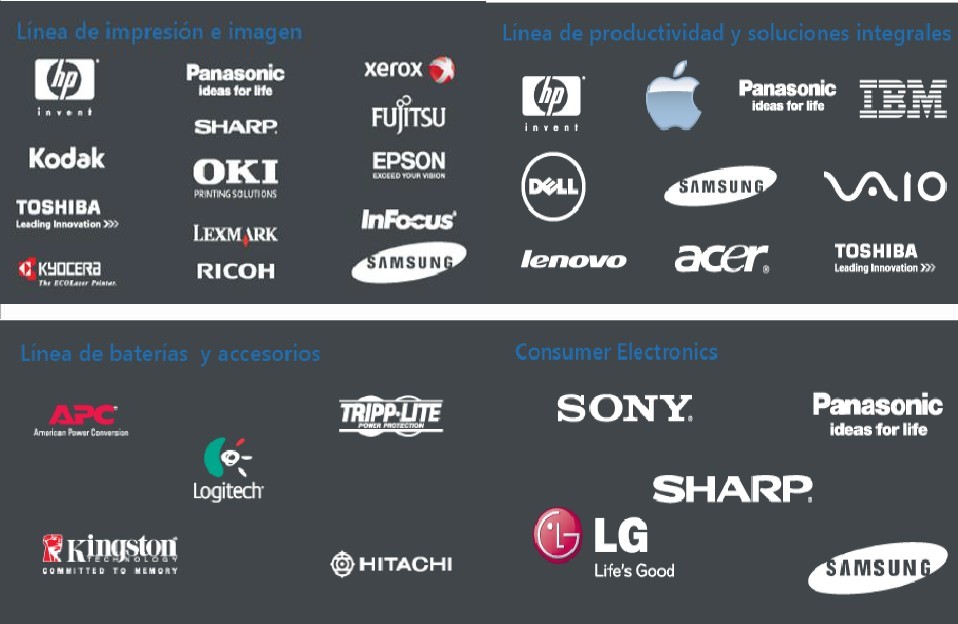 Línea de impresión e imagen
hp
invent
Kodak
TOSHIBA
Leading Innovation >>>
KYOCERA
The ECOLaser Printer.
Panasonic
ideas for life
SHARP.
OKI
PRINTING SOLUTIONS
LEXMARK
RICOH
xerox
FUJITSU
EPSON
EXCEED YOUR VISION
InFocus
SAMSUNG
Línea de productividad y soluciones integrales
hp
invent
Panasonic
ideas for life
IBM
DELL
SAMSUNG
VAIO
lenovo
acer®
TOSHIBA
Leading Innovation >>>
Línea de baterías y accesorios
APC
American Power Conversion
TRIPP·LITE
POWER PROTECTION
Logitech
Kingston
TECHNOLOGY
COMMITTED TO MEMORY
HITACHI
Consumer Electronics
SONY®
Panasonic
ideas for life
SHARP®
LG
Life's Good
SAMSUNG